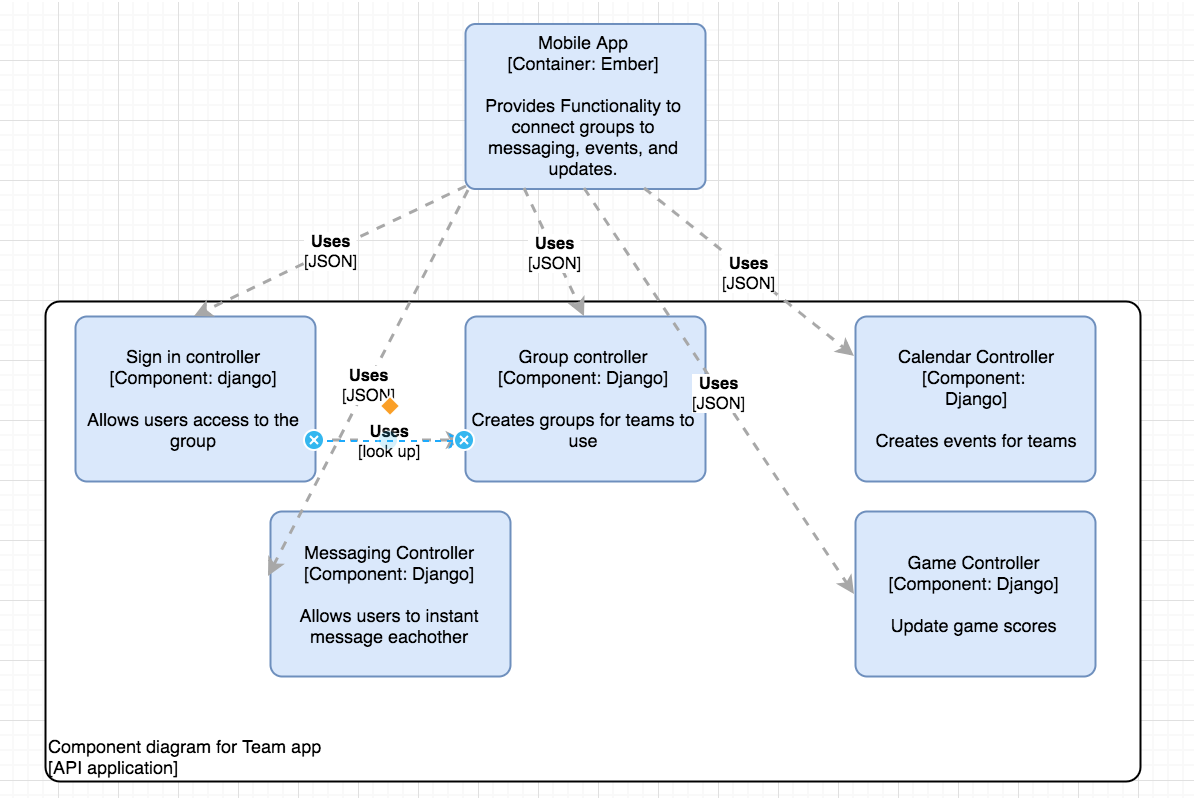 Mobile App
[Container: Ember]
Provides Functionality to
connect groups to
messaging, events, and
updates.
Uses
[JSON]
Uses
[JSON]
Uses
[JSON]
Sign in controller
[Component: django]
Allows users access to the
group
Uses
[JSON]
Uses
[look up]
Group controller
[Component: Django]
Creates groups for teams to
use
Uses
[JSON]
Calendar Controller
[Component:
Django]
Creates events for teams
Messaging Controller
[Component: Django]
Allows users to instant
message eachother
Game Controller
[Component: Django]
Update game scores
Component diagram for Team app
[API application]